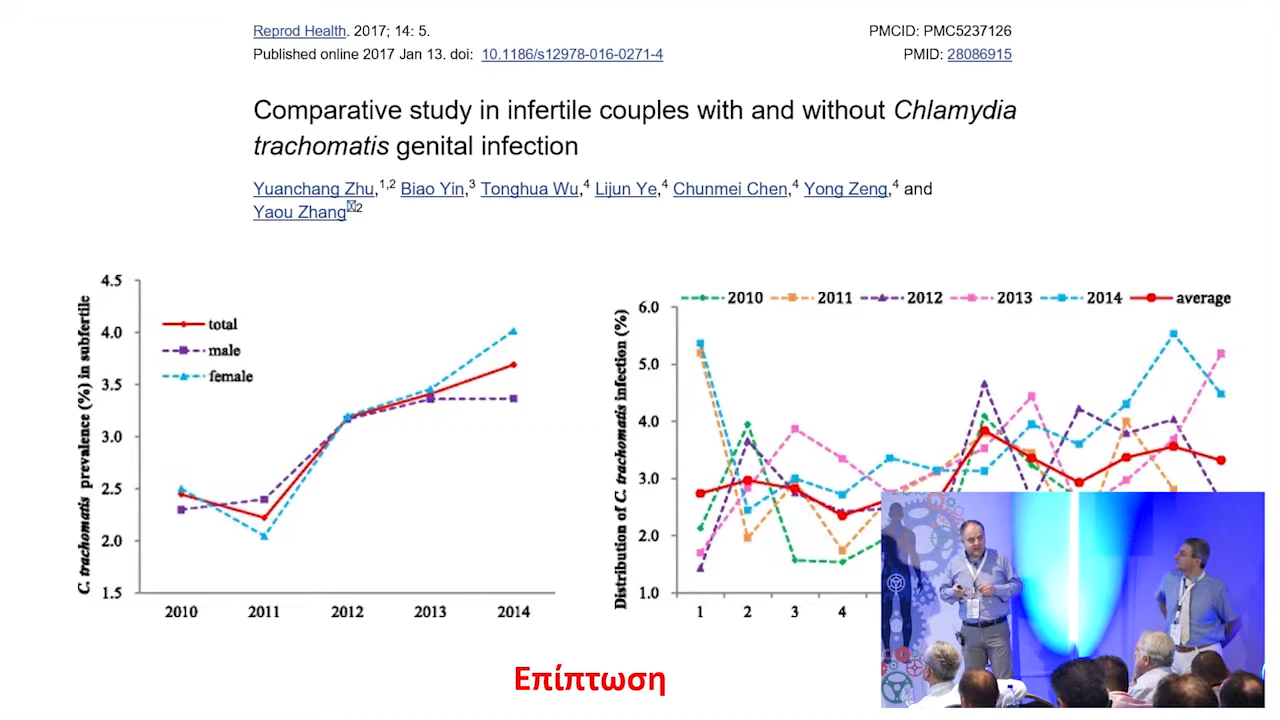 Reprod Health. 2017; 14: 5.
PMCID: PMC5237126
Published online 2017 Jan 13. doi: 10.1186/s12978-016-0271-4
PMID: 28086915
Comparative study in infertile couples with and without Chlamydia
trachomatis genital infection
Yuanchang Zhu,1,2 Biao Yin,3 Tonghua Wu,4 Lijun Ye,4 Chunmei Chen,4 Yong Zeng,4 and
Yaou Zhang2
C. trachomatis prevalence (%) in subfertile
4.5
4.0
3.5
3.0
2.5
2.0
1.5
total
male
female
2010 2011 2012 2013 2014
Distribution of C. trachomatis infection (%)
2010 2011 2012 2013 2014 average
6.0
5.0
4.0
3.0
2.0
1.0
1 2 3 4
Επίπτωση